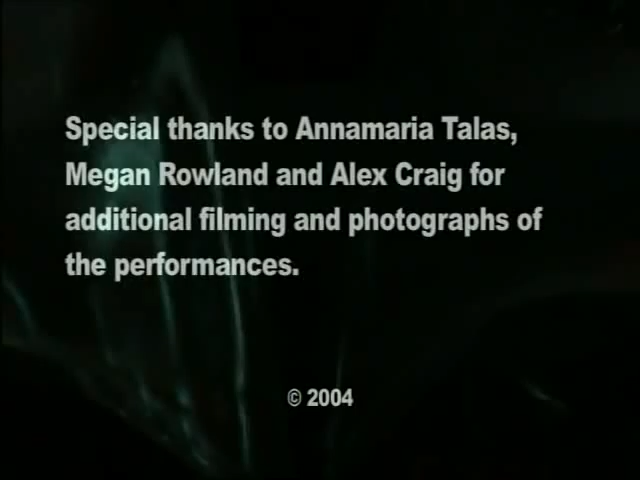 Special thanks to Annamaria Talas,
Megan Rowland and Alex Craig for
additional filming and photographs of
the performances.
© 2004